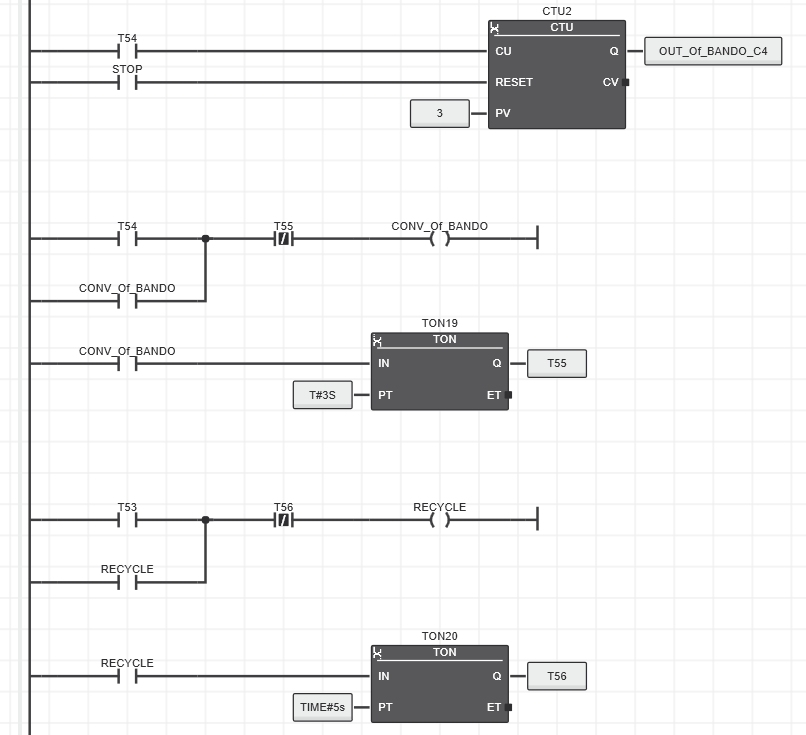 CTU2
T54
CTU
CU
Q
OUT_Of_BANDO_C4
STOP
RESET
CV
3
PV
T54
T55
CONV_Of_BANDO
CONV_Of_BANDO
TON19
CONV_Of_BANDO
TON
IN
Q
T55
T#3S
PT
ET
T53
T56
RECYCLE
RECYCLE
TON20
RECYCLE
TON
IN
Q
T56
TIME#5s
PT
ET